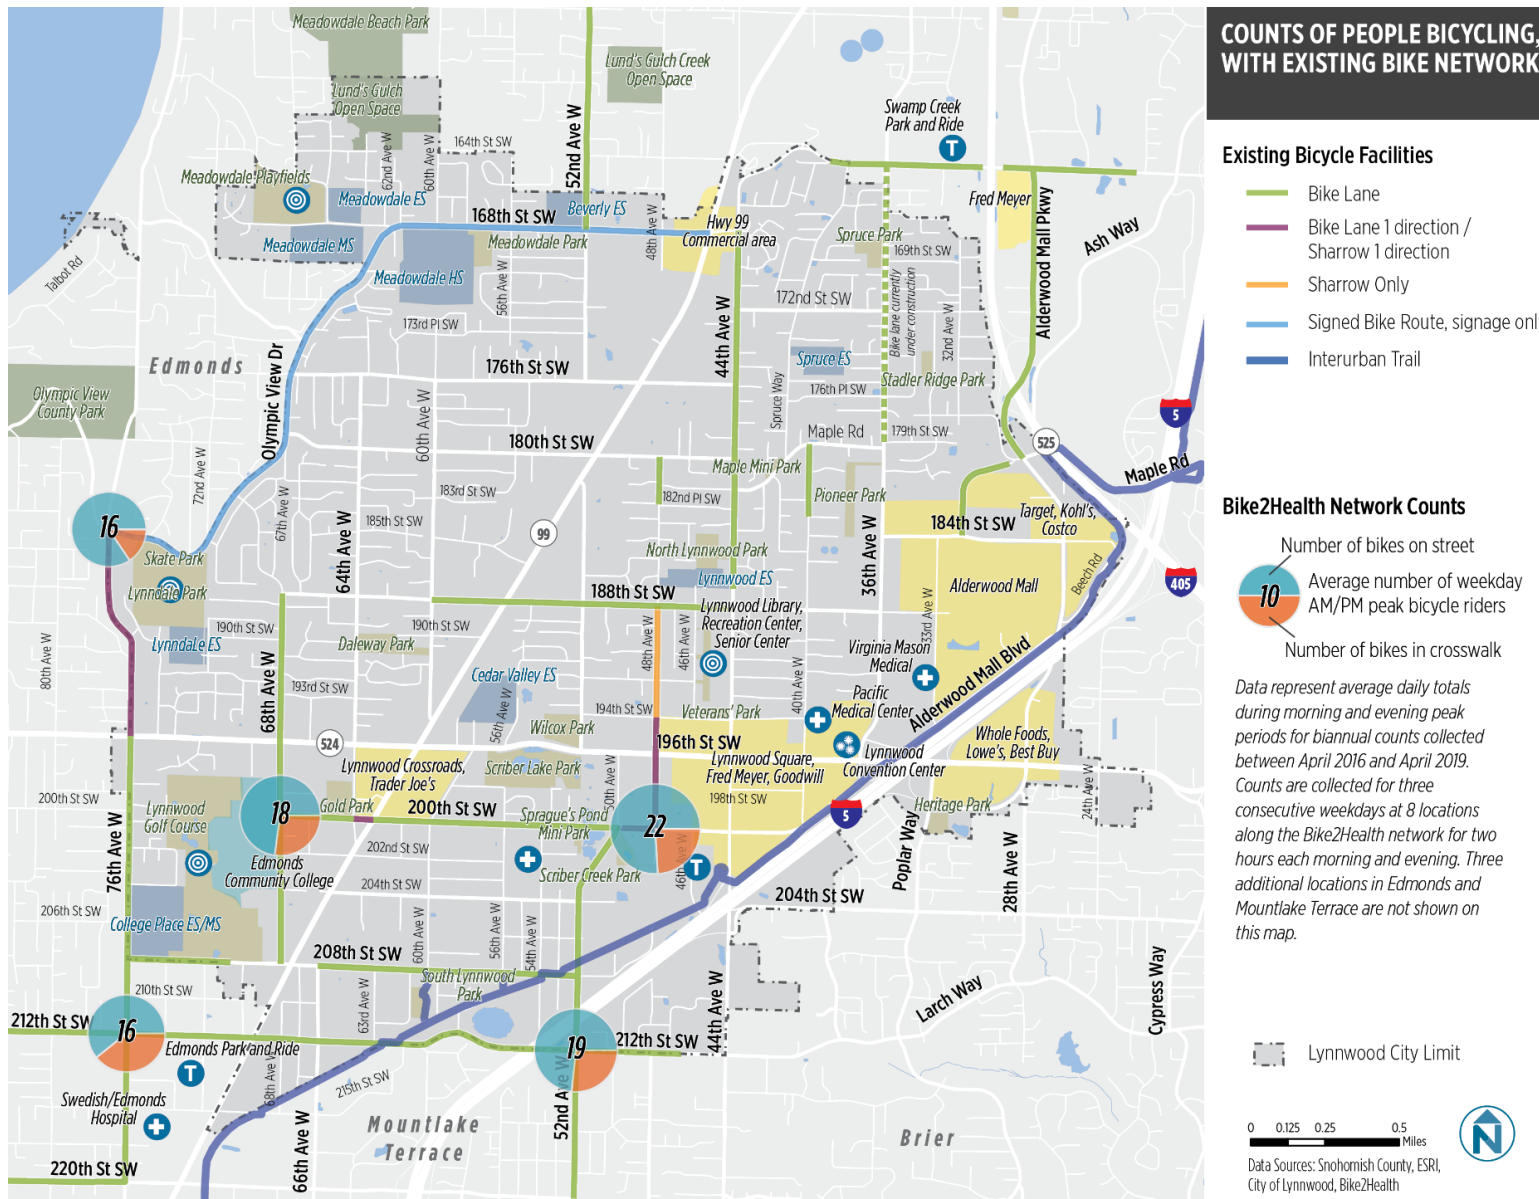 COUNTS OF PEOPLE BICYCLING,
WITH EXISTING BIKE NETWORK
Existing Bicycle Facilities
Bike Lane
Bike Lane 1 direction /
Sharrow 1 direction
Sharrow Only
Signed Bike Route, signage onl
Interurban Trail
Bike2Health Network Counts
Number of bikes on street
10
Average number of weekday
AM/PM peak bicycle riders
Number of bikes in crosswalk
Data represent average daily totals
during morning and evening peak
periods for biannual counts collected
between April 2016 and April 2019.
Counts are collected for three
consecutive weekdays at 8 locations
along the Bike2Health network for two
hours each morning and evening. Three
additional locations in Edmonds and
Mountlake Terrace are not shown on
this map.
Lynnwood City Limit
0 0.125 0.25 0.5
Miles
N
Data Sources: Snohomish County, ESRI,
City of Lynnwood, Bike2Health
Meadowdale Beach Park
Lund's Gulch
Open Space
Lund's Gulch Creek
Open Space
52nd Ave W
Swamp Creek
Park and Ride
T
164th St SW
62nd Ave W
60th Ave W
Meadowdale Playfields
Meadowdale ES
Meadowdale MS
168th St SW
Beverly ES
Meadowdale Park
48th Ave W
Hwy 99
Commercial area
Fred Meyer
Alderwood Mall Pkwy
Ash Way
Spruce Park
169th St SW
Talbot Rd
Meadowdale HS
56th Ave W
173rd Pl SW
172nd St SW
Bike lane currently
under construction
32nd Ave W
44th Ave W
Edmonds
Olympic View Dr
176th St SW
Spruce ES
176th Pl SW
Stadler Ridge Park
Spruce Way
Olympic View
County Park
60th Ave W
180th St SW
Maple Rd
179th St SW
525
5
Maple Rd
72nd Ave W
67th Ave W
183rd St SW
185th St SW
64th Ave W
Maple Mini Park
182nd Pl SW
Pioneer Park
36th Ave W
184th St SW
Target, Kohl's,
Costco
16
99
Skate Park
Lynndale Park
North Lynnwood Park
Lynnwood ES
Alderwood Mall
Beech Rd
405
188th St SW
Lynnwood Library,
Recreation Center,
Senior Center
33rd Ave W
190th St SW
190th St SW
Lynndale ES
Daleway Park
80th Ave W
68th Ave W
193rd St SW
Cedar Valley ES
48th Ave W
46th Ave W
40th Ave W
Virginia Mason
Medical
Pacific
Medical Center
Alderwood Mall Blvd
194th St SW
Veterans' Park
56th Ave W
Wilcox Park
524
196th St SW
Lynnwood Crossroads,
Trader Joe's
Scriber Lake Park
Lynnwood Square,
Fred Meyer, Goodwill
Lynnwood
Convention Center
Whole Foods,
Lowe's, Best Buy
198th St SW
200th St SW
Lynnwood
Golf Course
18
Gold Park
200th St SW
50th Ave W
Sprague's Pond
Mini Park
22
5
Heritage Park
24th Ave W
76th Ave W
Edmonds
Community College
202nd St SW
204th St SW
Scriber Creek Park
46th Ave W
T
Poplar Way
28th Ave W
204th St SW
206th St SW
College Place ES/MS
208th St SW
60th Ave W
56th Ave W
54th Ave W
South Lynnwood
Park
210th St SW
63rd Ave W
44th Ave W
Larch Way
Cypress Way
212th St SW
16
19
212th St SW
Edmonds Park and Ride
T
68th Ave W
215th St SW
52nd Ave W
Swedish/Edmonds
Hospital
66th Ave W
Mountlake
Terrace
Brier
220th St SW